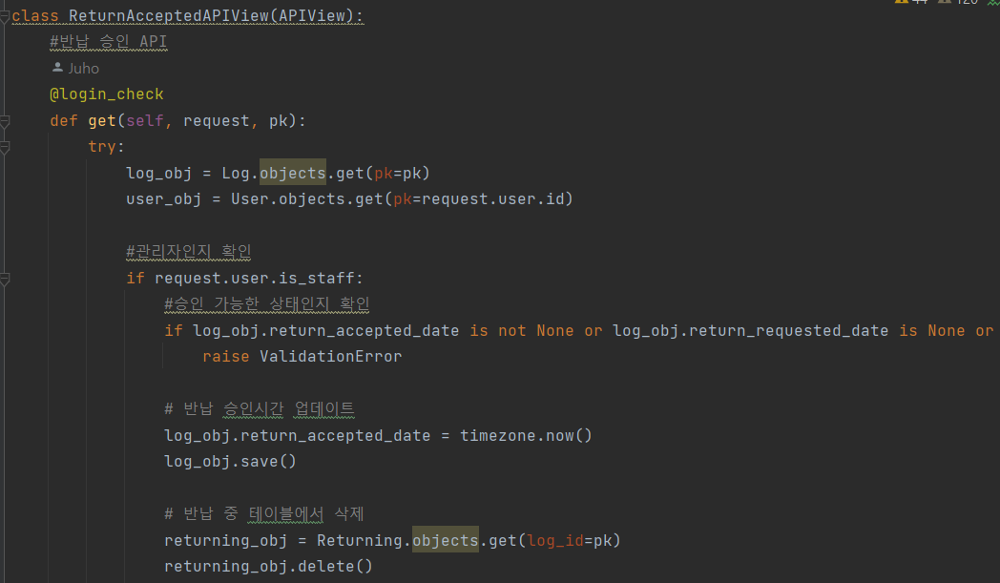 class ReturnAcceptedAPIView(APIView):
#반납 승인 API
Juho
@login_check
def get(self, request, pk):
try:
log_obj = Log.objects.get(pk=pk)
user_obj = User.objects.get(pk=request.user.id)
#관리자인지 확인
if request.user.is_staff:
#승인 가능한 상태인지 확인
if log_obj.return_accepted_date is not None or log_obj.return_requested_date is None or
raise ValidationError
# 반납 승인시간 업데이트
log_obj.return_accepted_date = timezone.now()
log_obj.save()
# 반납 중 테이블에서 삭제
returning_obj = Returning.objects.get(log_id=pk)
returning_obj.delete()